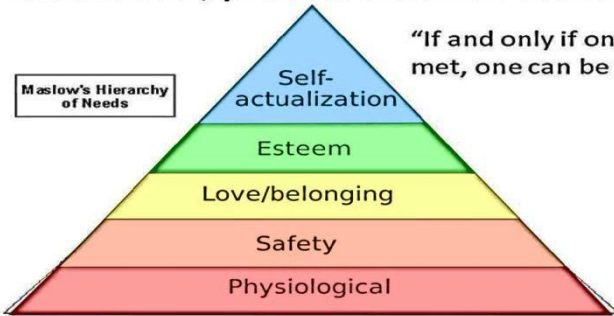 "If and only if on
met, one can be
Maslow's Hierarchy
of Needs
Self-
actualization
Esteem
Love/belonging
Safety
Physiological